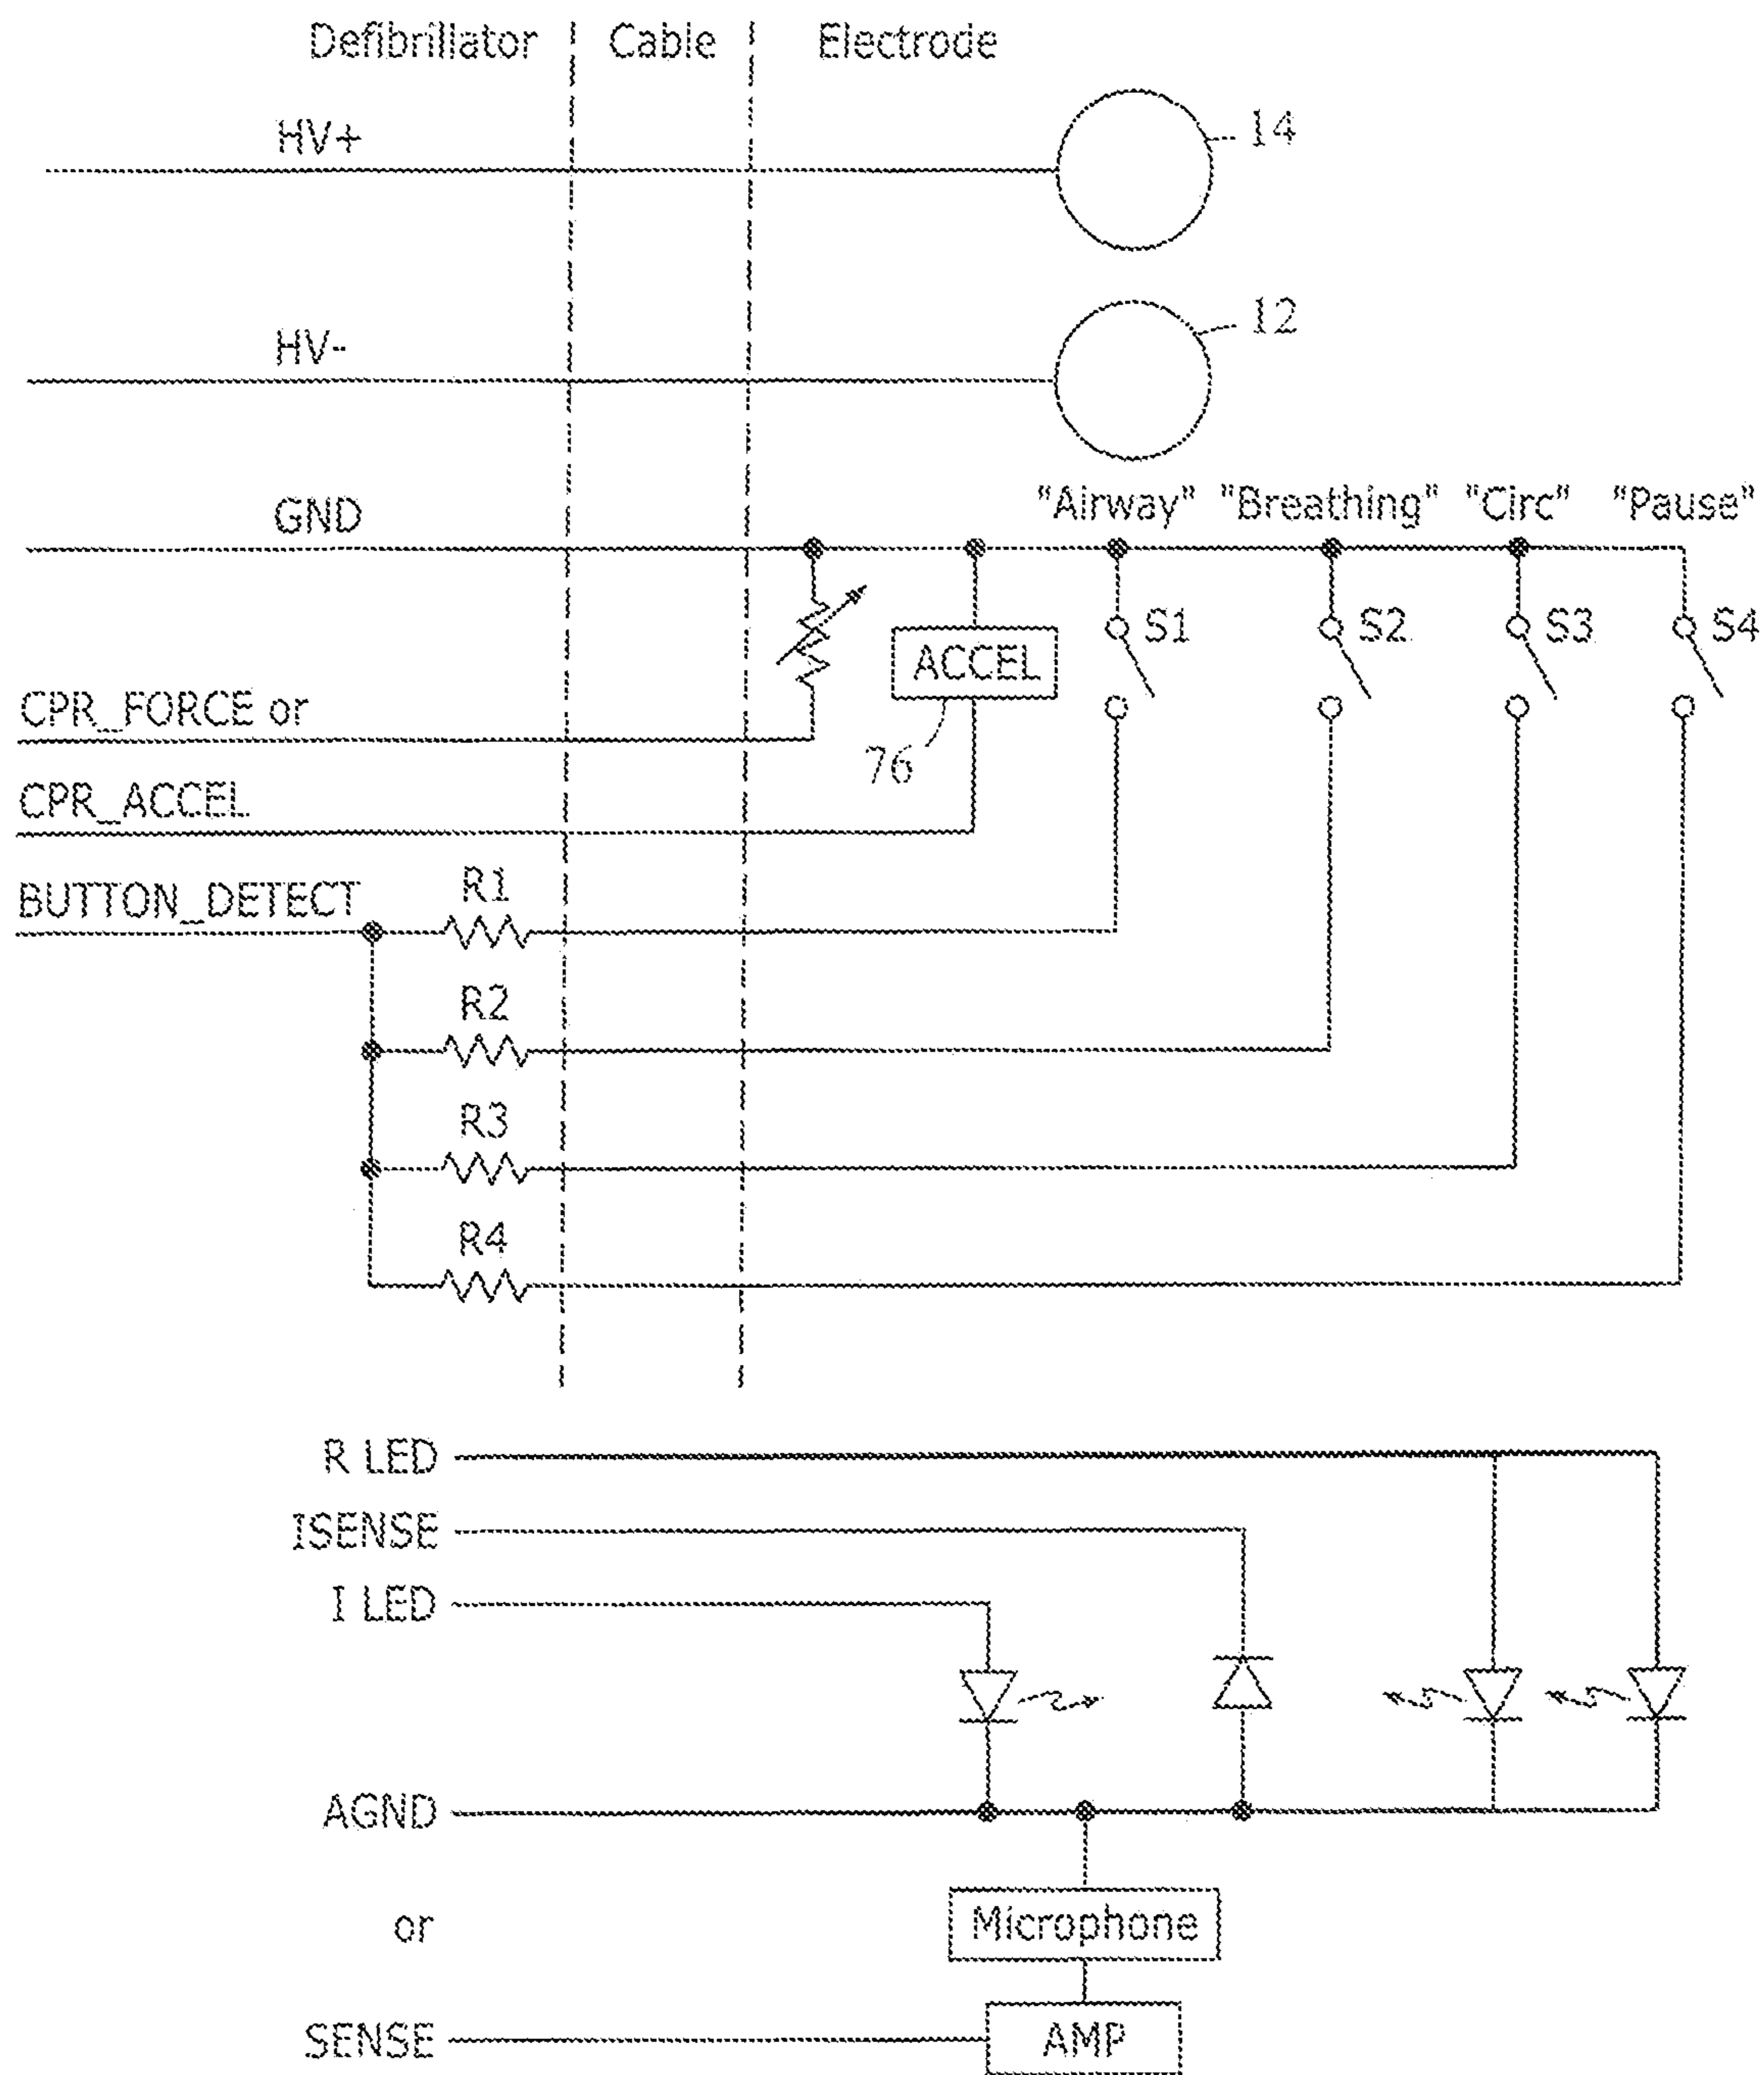 Defibrillator Cable Electrode
HV+
14
HV-
12
GND
"Airway" "Breathing" "Circ" "Pause"
S1 S2 S3 S4
ACCEL
CPR_FORCE or
76
CPR_ACCEL
BUTTON_DETECT
R1
R2
R3
R4
R LED
ISENSE
I LED
AGND
Microphone
or
AMP
SENSE